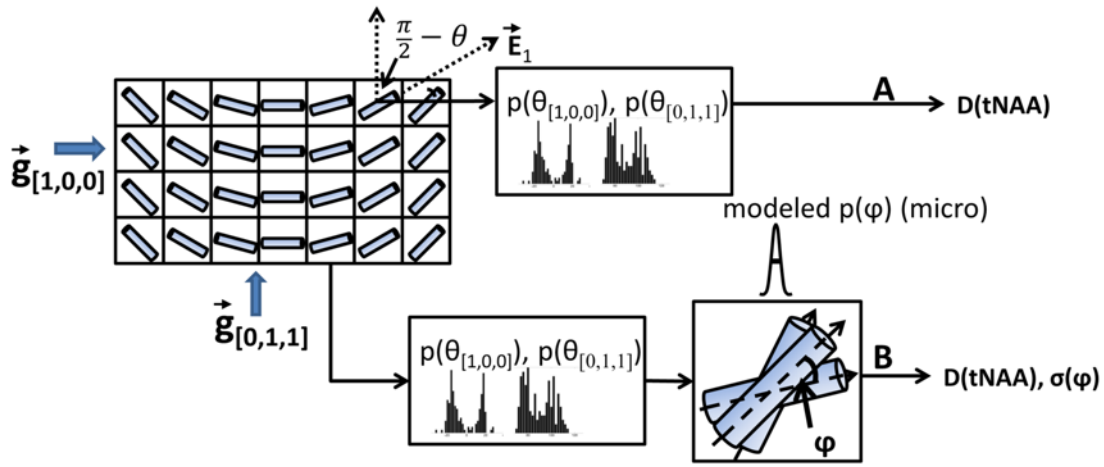 π/2 − θ
E⃗₁
p(θ[1,0,0]), p(θ[0,1,1])
A
D(tNAA)
g⃗[1,0,0]
modeled p(φ) (micro)
g⃗[0,1,1]
p(θ[1,0,0]), p(θ[0,1,1])
B
D(tNAA), σ(φ)
φ